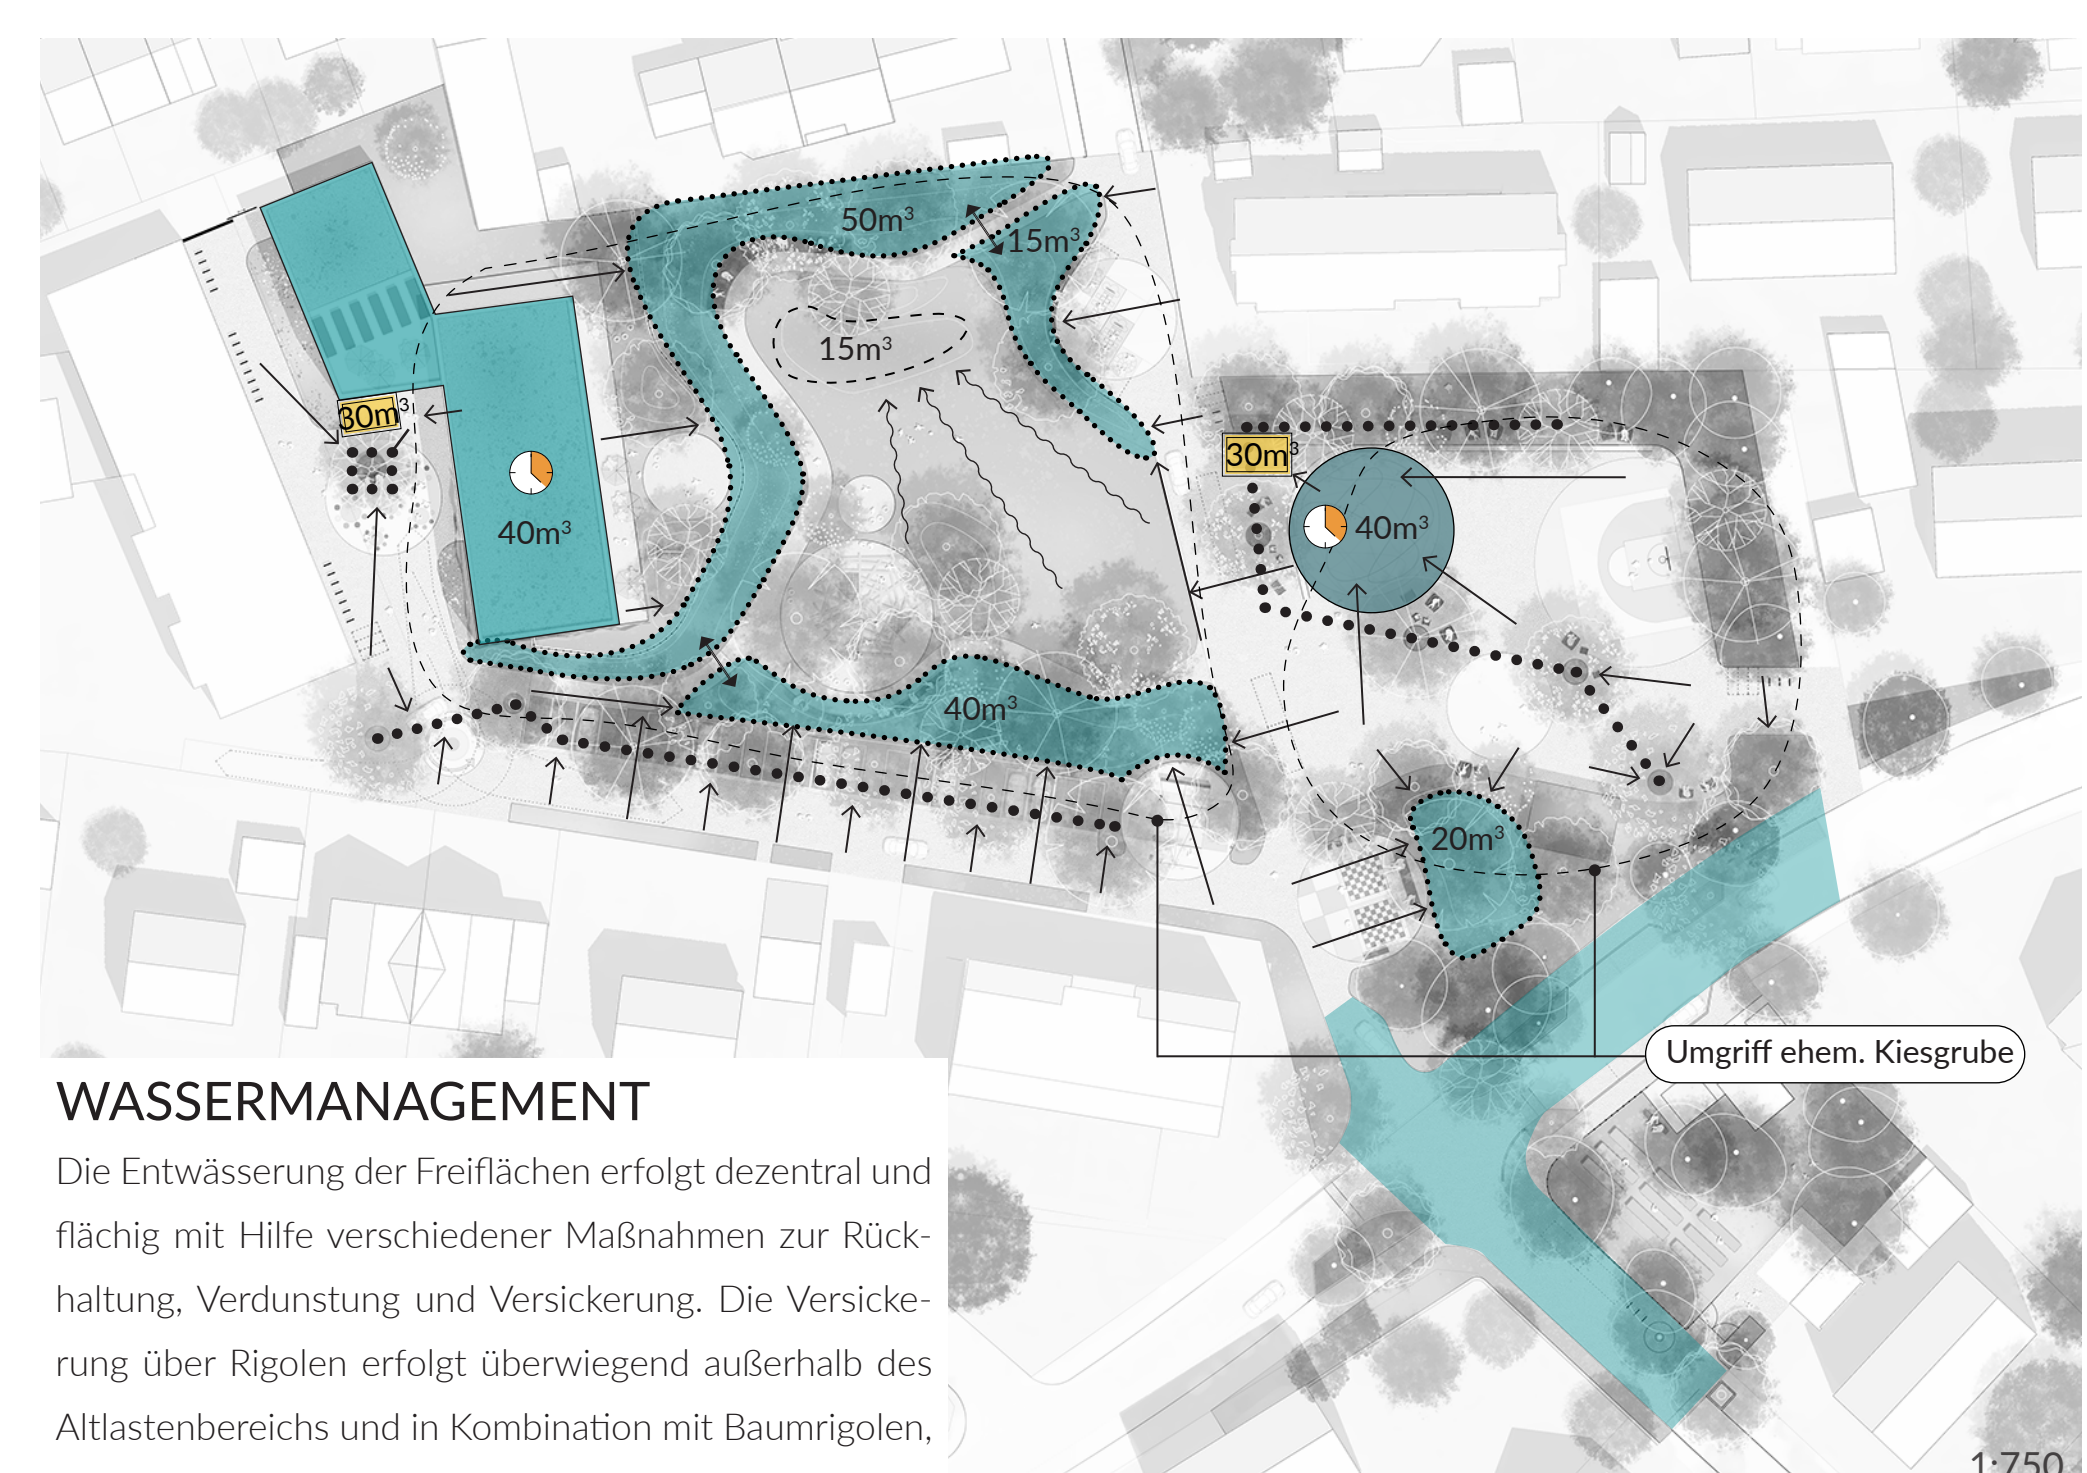 50m³
15m³
15m³
30m³
30m³
40m³
40m³
40m³
20m³
Umgriff ehem. Kiesgrube
WASSERMANAGEMENT
Die Entwässerung der Freiflächen erfolgt dezentral und
flächig mit Hilfe verschiedener Maßnahmen zur Rück-
haltung, Verdunstung und Versickerung. Die Versicke-
rung über Rigolen erfolgt überwiegend außerhalb des
Altlastenbereichs und in Kombination mit Baumrigolen,
1:750